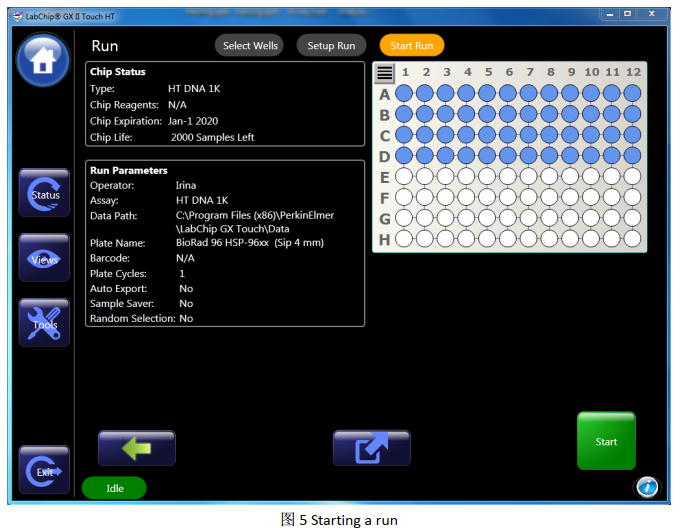 LabChip® GX II Touch HT
Run
Select Wells
Setup Run
Start Run
Chip Status
Type: HT DNA 1K
Chip Reagents: N/A
Chip Expiration: Jan-1 2020
Chip Life: 2000 Samples Left
1 2 3 4 5 6 7 8 9 10 11 12
A
B
C
D
E
F
G
H
Run Parameters
Operator: Irina
Assay: HT DNA 1K
Data Path: C:\Program Files (x86)\PerkinElmer
\LabChip GX Touch\Data
Plate Name: BioRad 96 HSP-96xx (Sip 4 mm)
Barcode: N/A
Plate Cycles: 1
Auto Export: No
Sample Saver: No
Random Selection: No
Status
Views
Tools
Exit
Start
Idle
图 5 Starting a run